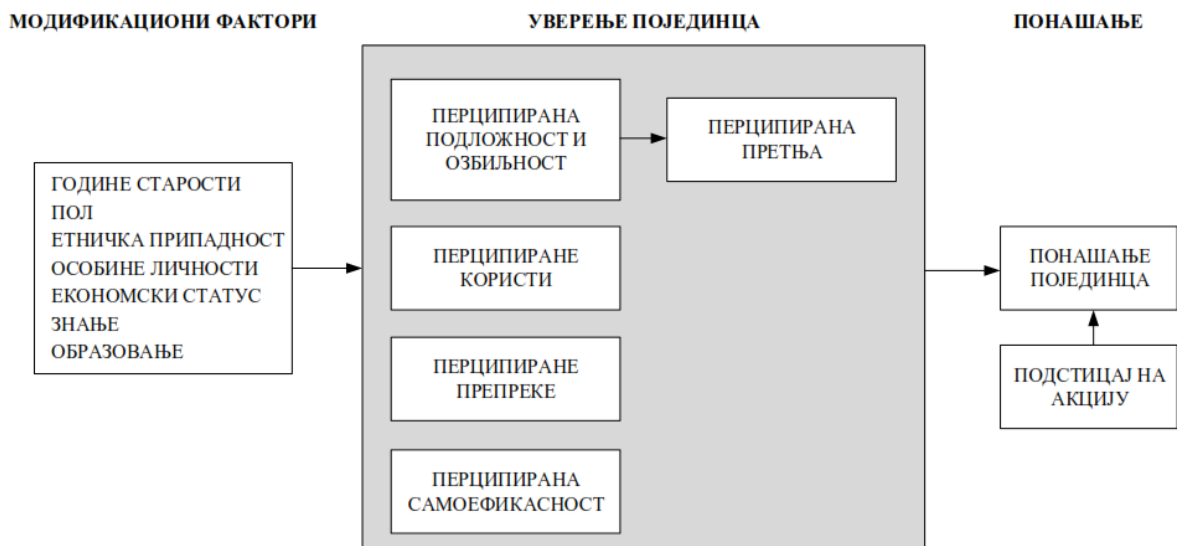 МОДИФИКАЦИОНИ ФАКТОРИ
УВЕРЕЊЕ ПОЈЕДИНЦА
ПОНАШАЊЕ
ГОДИНЕ СТАРОСТИ
ПОЛ
ЕТНИЧКА ПРИПАДНОСТ
ОСОБИНЕ ЛИЧНОСТИ
ЕКОНОМСКИ СТАТУС
ЗНАЊЕ
ОБРАЗОВАЊЕ
ПЕРЦИПИРАНА
ПОДЛОЖНОСТ И
ОЗБИЉНОСТ
ПЕРЦИПИРАНА
ПРЕТЊА
ПЕРЦИПИРАНЕ
КОРИСТИ
ПЕРЦИПИРАНЕ
ПРЕПРЕКЕ
ПЕРЦИПИРАНА
САМОЕФИКАСНОСТ
ПОНАШАЊЕ
ПОЈЕДИНЦА
ПОДСТИЦАЈ НА
АКЦИЈУ